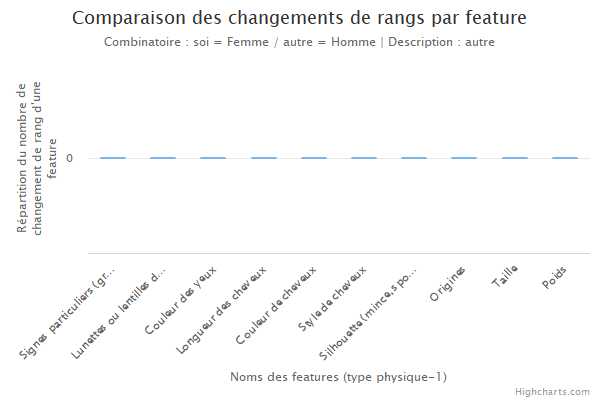 Comparaison des changements de rangs par feature
Combinatoire : soi = Femme / autre = Homme | Description : autre
Répartition du nombre de
changement de rang d'une
feature
0
Signes particuliers (gr...
Lunettes ou lentilles d...
Couleur des yeux
Longueur des cheveux
Couleur de cheveux
Style de cheveux
Silhouette (mince,s po...
Origines
Taille
Poids
Noms des features (type physique-1)
Highcharts.com